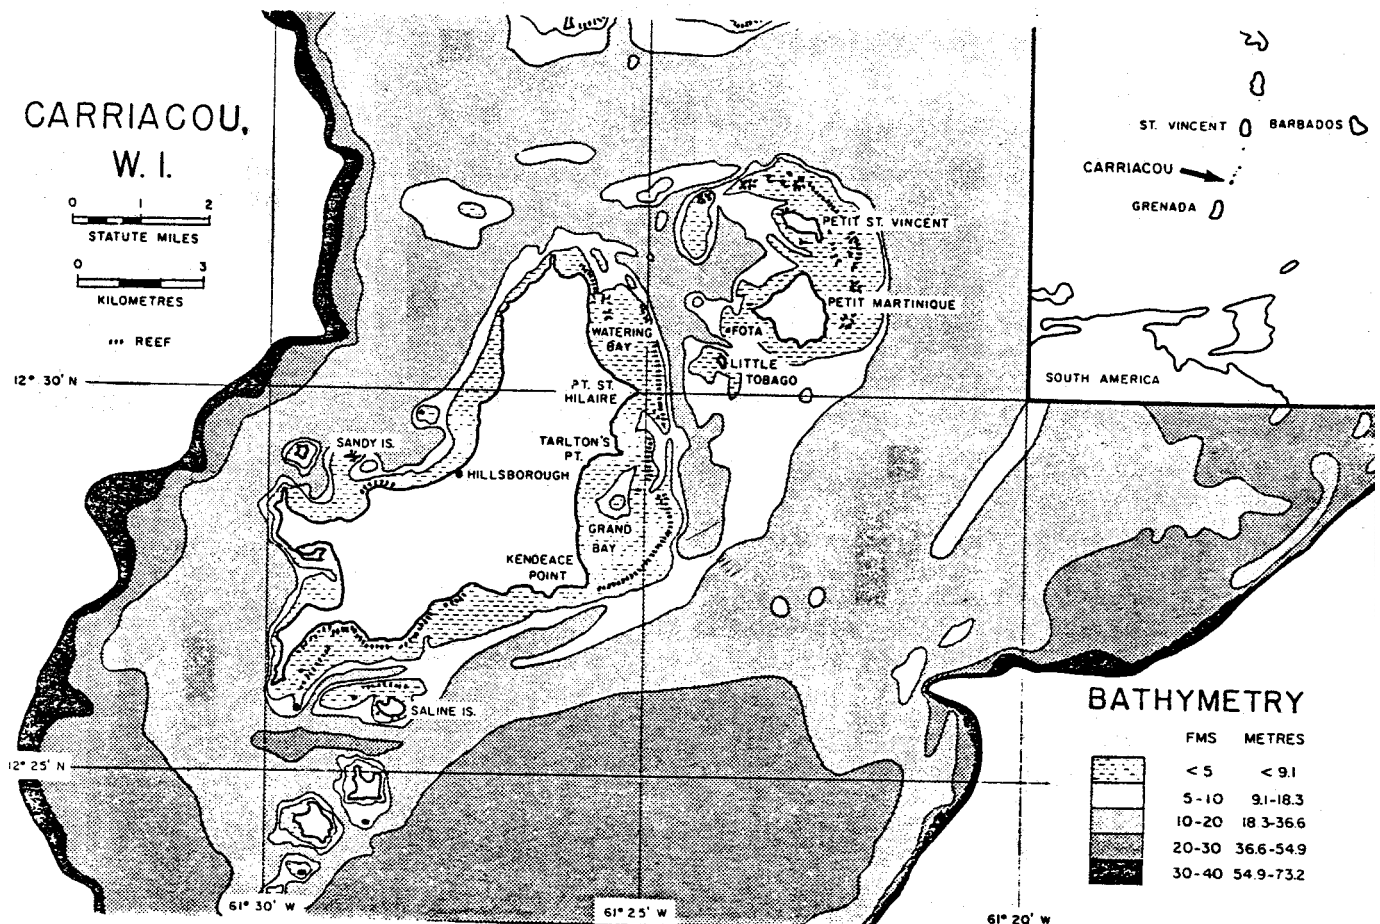 CARRIACOU,
W. I.
0 1 2
STATUTE MILES
0 3
KILOMETRES
REEF
12° 30' N
12° 25' N
61° 30' W
61° 25' W
61° 20' W
PETIT ST. VINCENT
PETIT MARTINIQUE
FOTA
LITTLE
TOBAGO
WATERING
BAY
PT. ST.
HILAIRE
TARLTON'S
PT.
SANDY IS.
HILLSBOROUGH
GRAND
BAY
KENDEACE
POINT
SALINE IS.
ST. VINCENT
BARBADOS
CARRIACOU
GRENADA
SOUTH AMERICA
BATHYMETRY
FMS METRES
< 5 < 9.1
5-10 9.1-18.3
10-20 18.3-36.6
20-30 36.6-54.9
30-40 54.9-73.2